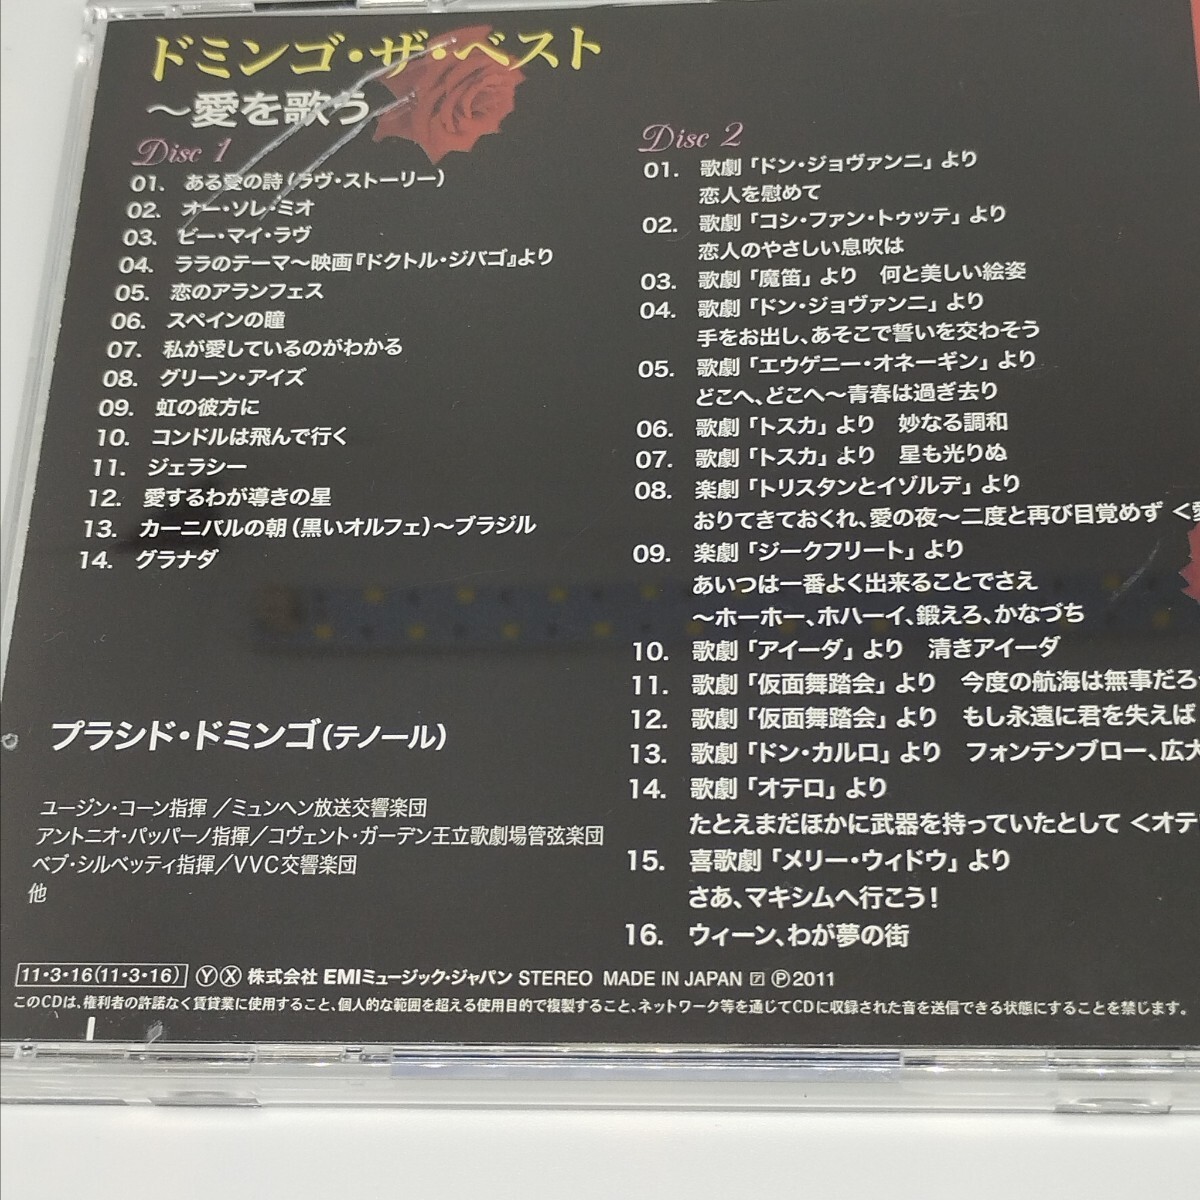 ドミンゴ・ザ・ベスト
～愛を歌う
Disc 1
01. ある愛の詩(ラヴ・ストーリー)
02. オー・ソレ・ミオ
03. ビー・マイ・ラヴ
04. ララのテーマ～映画『ドクトル・ジバゴ』より
05. 恋のアランフェス
06. スペインの瞳
07. 私が愛しているのがわかる
08. グリーン・アイズ
09. 虹の彼方に
10. コンドルは飛んで行く
11. ジェラシー
12. 愛するわが導きの星
13. カーニバルの朝(黒いオルフェ)～ブラジル
14. グラナダ
プラシド・ドミンゴ(テノール)
ユージン・コーン指揮 / ミュンヘン放送交響楽団
アントニオ・パッパーノ指揮/コヴェント・ガーデン王立歌劇場管弦楽団
ベブ・シルベッティ指揮/VVC交響楽団
他
Disc 2
01. 歌劇「ドン・ジョヴァンニ」より
恋人を慰めて
02. 歌劇「コシ・ファン・トゥッテ」より
恋人のやさしい息吹は
03. 歌劇「魔笛」より 何と美しい絵姿
04. 歌劇「ドン・ジョヴァンニ」より
手をお出し、あそこで誓いを交わそう
05. 歌劇「エウゲニー・オネーギン」より
どこへ、どこへ～青春は過ぎ去り
06. 歌劇「トスカ」より 妙なる調和
07. 歌劇「トスカ」より 星も光りぬ
08. 楽劇「トリスタンとイゾルデ」より
おりてきておくれ、愛の夜～二度と再び目覚めず <愛
09. 楽劇「ジークフリート」より
あいつは一番よく出来ることでさえ
～ホーホー、ホハーイ、鍛えろ、かなづち
10. 歌劇「アイーダ」より 清きアイーダ
11. 歌劇「仮面舞踏会」より 今度の航海は無事だろ
12. 歌劇「仮面舞踏会」より もし永遠に君を失えば
13. 歌劇「ドン・カルロ」より フォンテンブロー、広大
14. 歌劇「オテロ」より
たとえまだほかに武器を持っていたとして <オテ
15. 喜歌劇「メリー・ウィドウ」より
さあ、マキシムへ行こう!
16. ウィーン、わが夢の街
11・3・16(11・3・16) Ⓨ Ⓧ 株式会社 EMIミュージック・ジャパン STEREO MADE IN JAPAN ℗2011
このCDは、権利者の許諾なく賃貸業に使用すること、個人的な範囲を超える使用目的で複製すること、ネットワーク等を通じてCDに収録された音を送信できる状態にすることを禁じます。